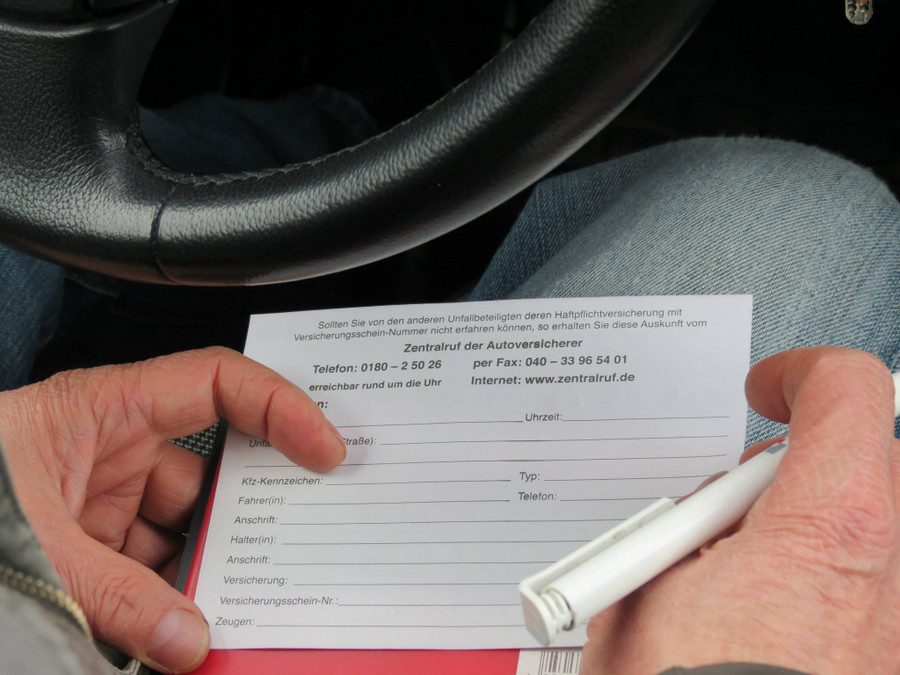 Sollten Sie von den anderen Unfallbeteiligten deren Haftpflichtversicherung mit
Versicherungsschein-Nummer nicht erfahren können, so erhalten Sie diese Auskunft vom
Zentralruf der Autoversicherer
Telefon: 0180 – 2 50 26 per Fax: 040 – 33 96 54 01
erreichbar rund um die Uhr Internet: www.zentralruf.de
Uhrzeit:
Kfz-Kennzeichen: Typ:
Fahrer(in): Telefon:
Anschrift:
Halter(in):
Anschrift:
Versicherung:
Versicherungsschein-Nr.:
Zeugen: